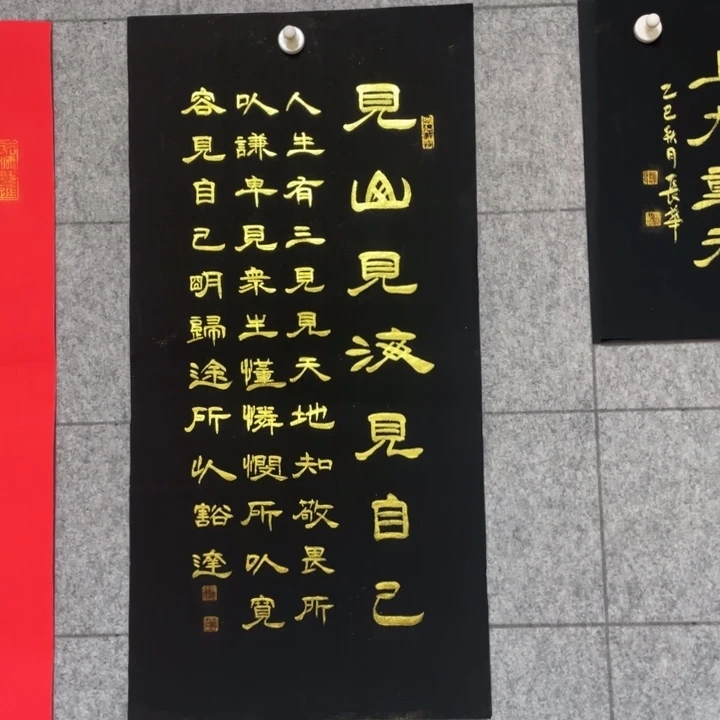 見山見海見自己
人生有三見見天地知敬畏所
以謙卑見衆生懂憐憫所以寬
容見自己明歸途所以豁達
乙巳秋月長華